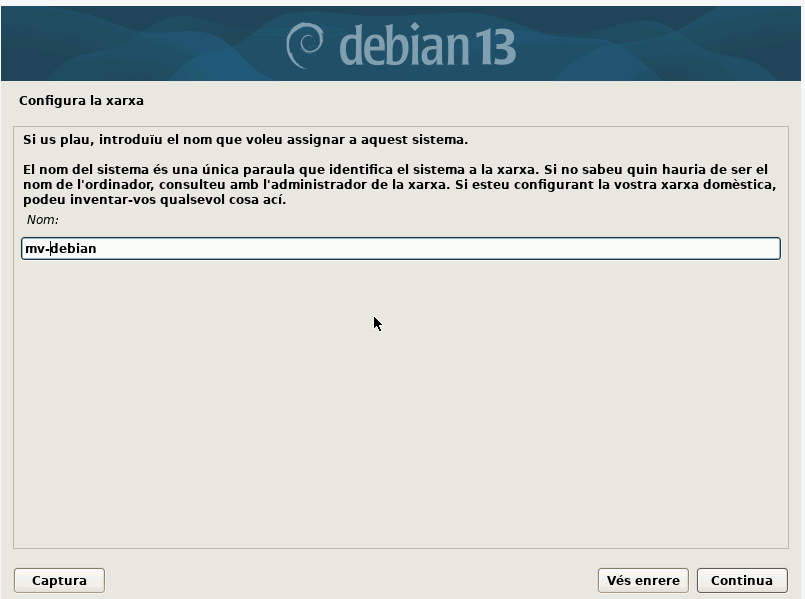 debian 13
Configura la xarxa
Si us plau, introduïu el nom que voleu assignar a aquest sistema.
El nom del sistema és una única paraula que identifica el sistema a la xarxa. Si no sabeu quin hauria de ser el
nom de l'ordinador, consulteu amb l'administrador de la xarxa. Si esteu configurant la vostra xarxa domèstica,
podeu inventar-vos qualsevol cosa ací.
Nom:
mv-debian
Captura
Vés enrere
Continua